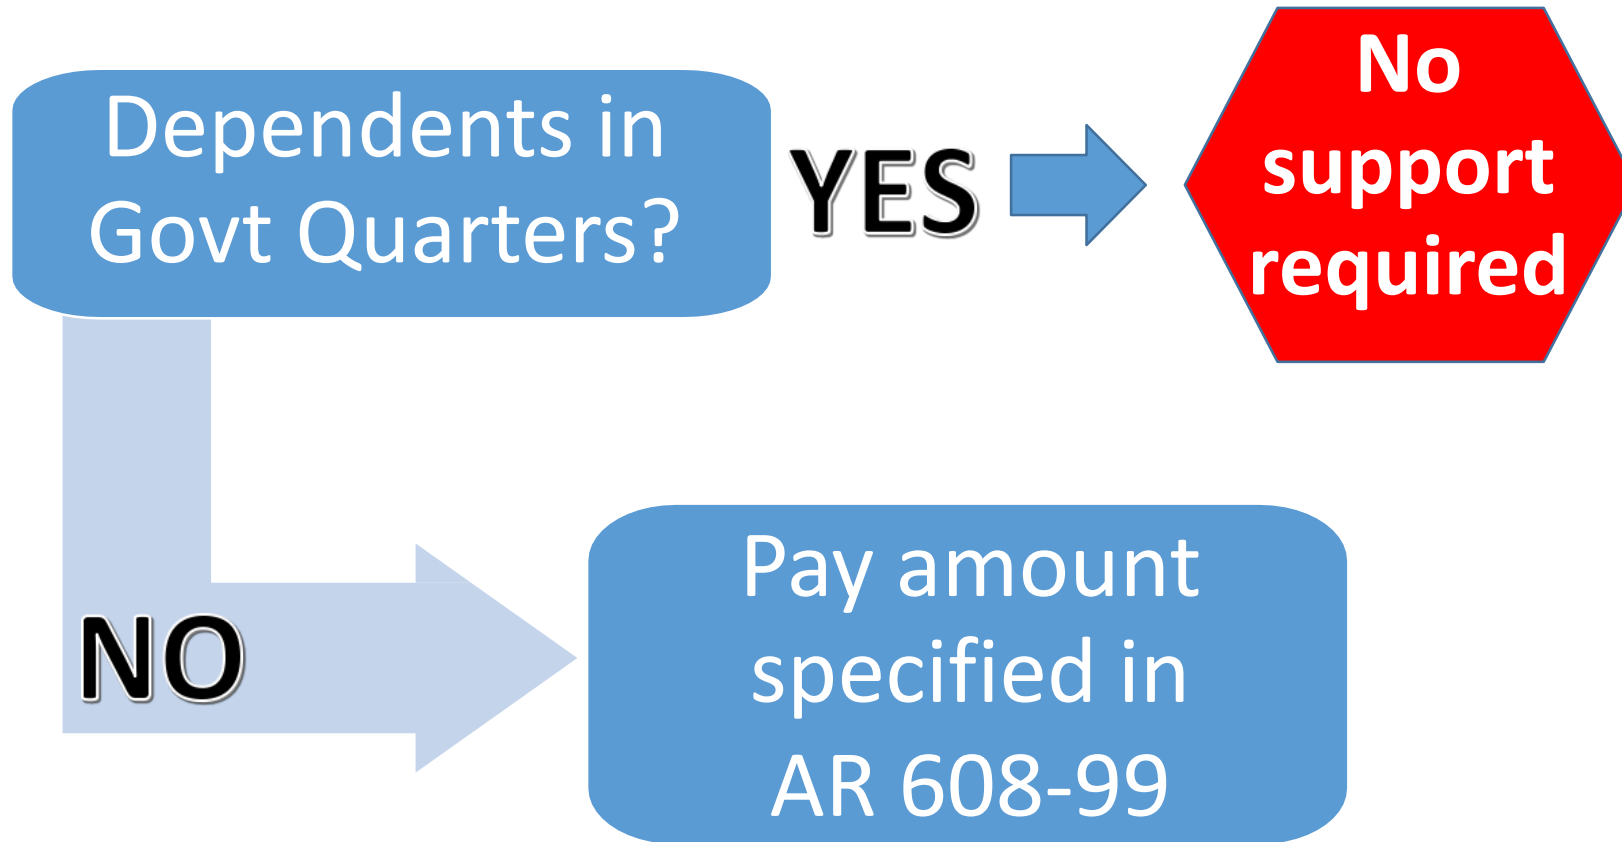 Dependents in
Govt Quarters?
YES
No
support
required
NO
Pay amount
specified in
AR 608-99